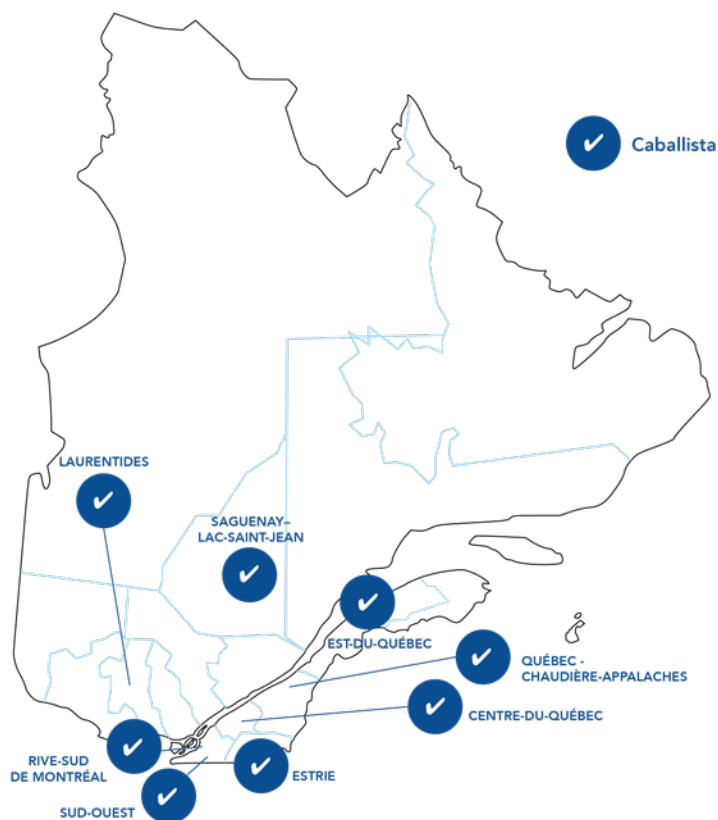 Caballista
LAURENTIDES
SAGUENAY–
LAC-SAINT-JEAN
EST-DU-QUÉBEC
QUÉBEC -
CHAUDIÈRE-APPALACHES
CENTRE-DU-QUÉBEC
RIVE-SUD
DE MONTRÉAL
ESTRIE
SUD-OUEST